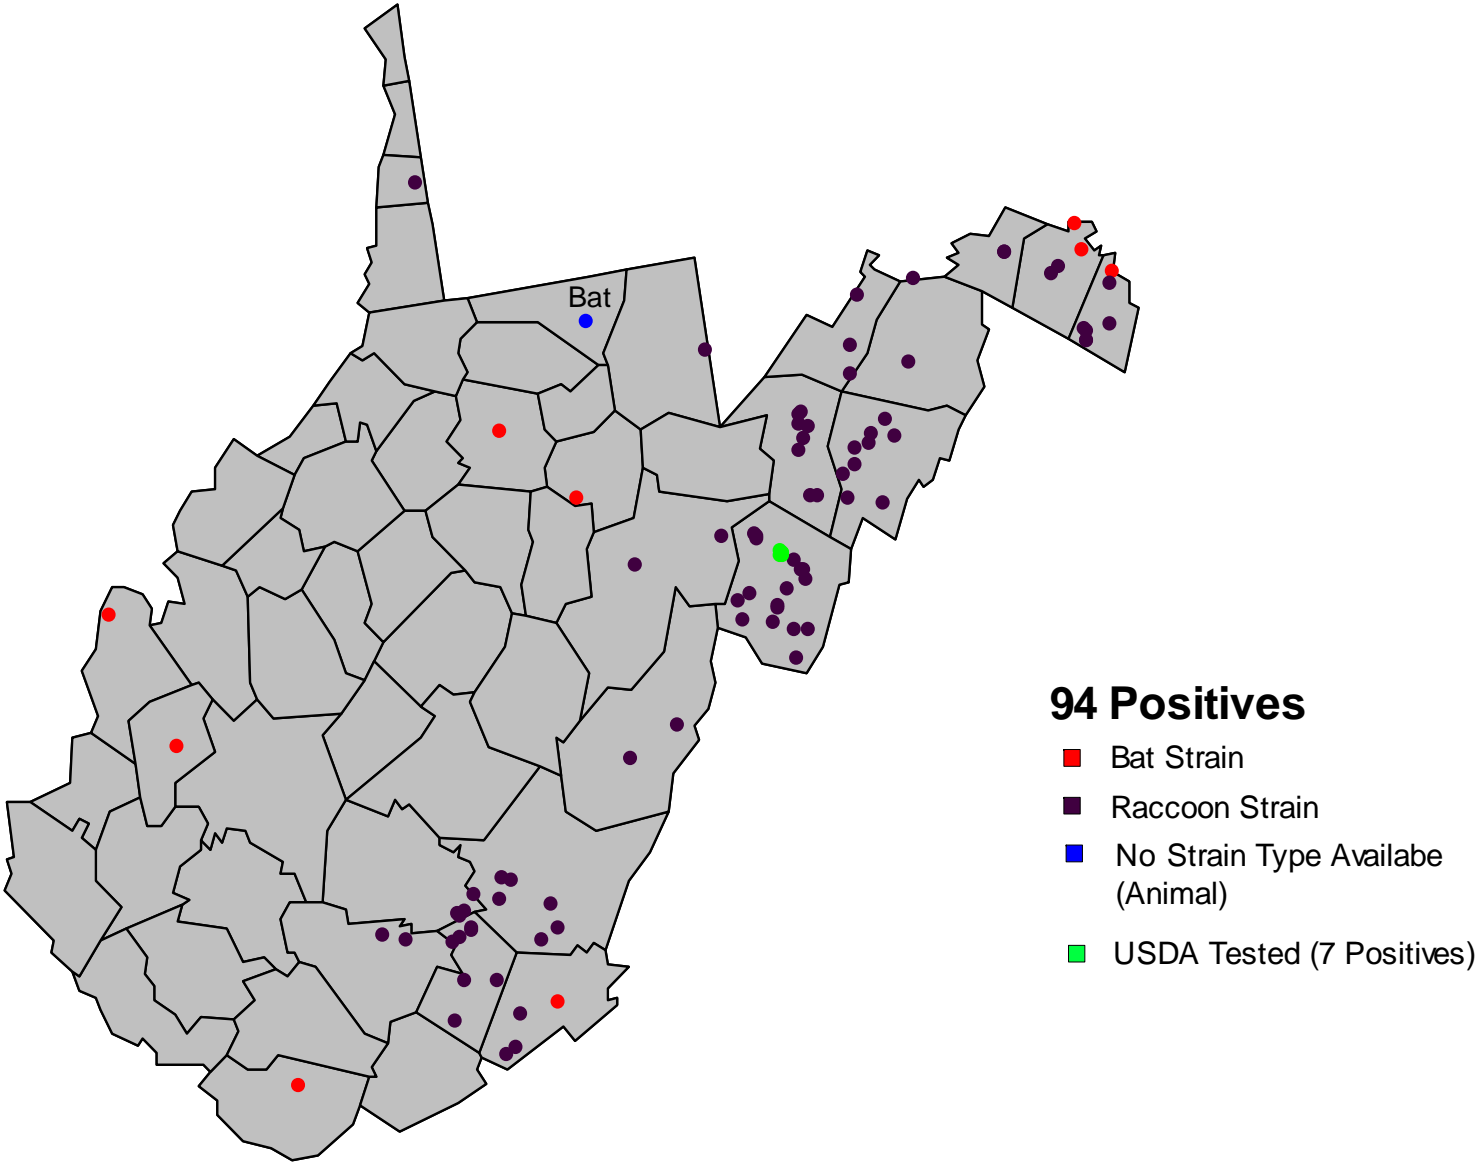 Bat
94 Positives
Bat Strain
Raccoon Strain
No Strain Type Availabe
(Animal)
USDA Tested (7 Positives)